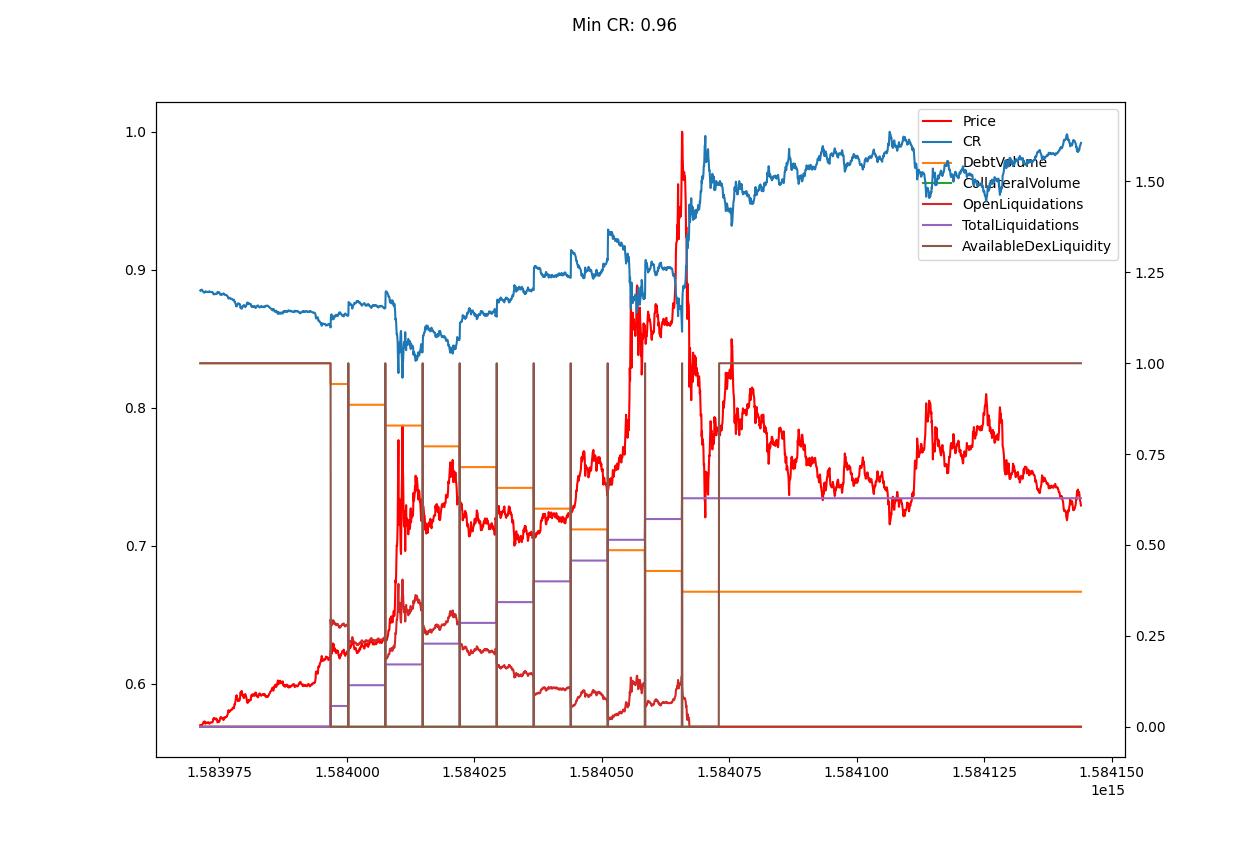 Min CR: 0.96
1.0
0.9
0.8
0.7
0.6
Price
CR
DebtVolume
CollateralVolume
OpenLiquidations
TotalLiquidations
AvailableDexLiquidity
1.50
1.25
1.00
0.75
0.50
0.25
0.00
1.583975 1.584000 1.584025 1.584050 1.584075 1.584100 1.584125 1.584150
1e15